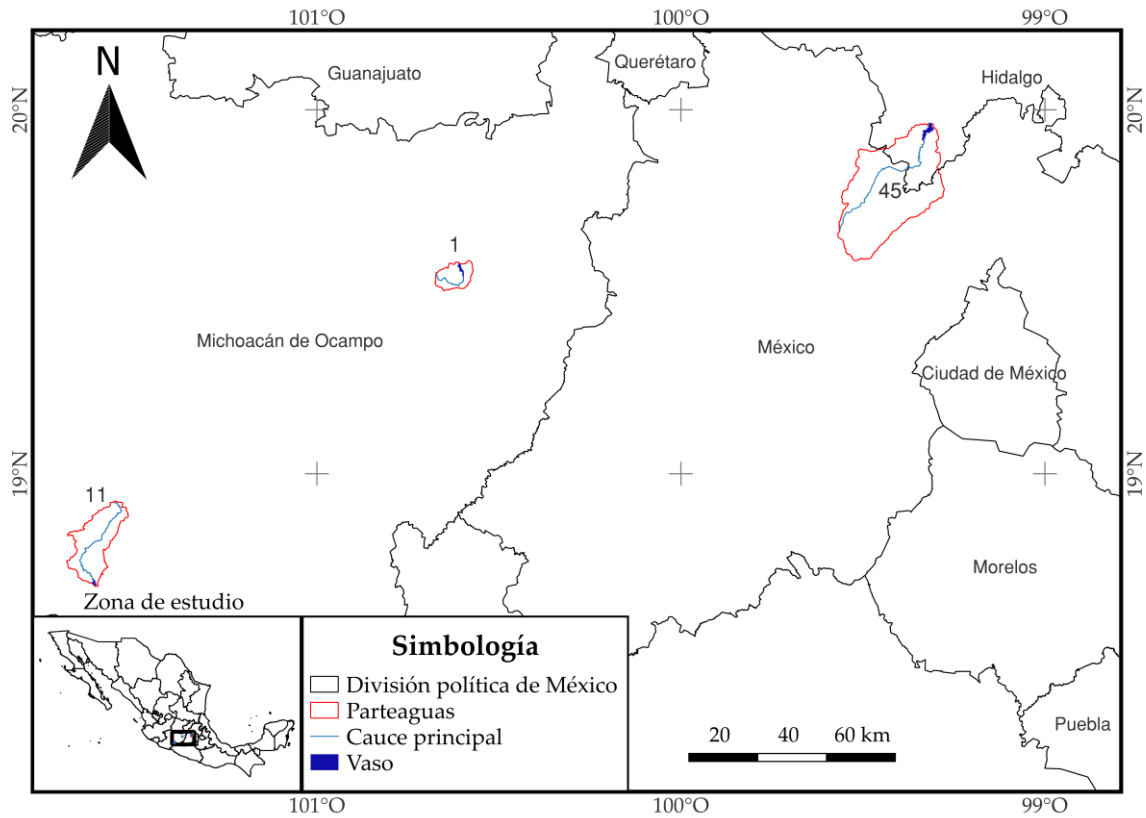 101°O 100°O 99°O
N
Guanajuato
Querétaro
Hidalgo
20°N
20°N
45
1
Michoacán de Ocampo
México
Ciudad de México
19°N
19°N
11
Morelos
Zona de estudio
Simbología
División política de México
Parteaguas
Cauce principal
Vaso
Puebla
20 40 60 km
101°O 100°O 99°O